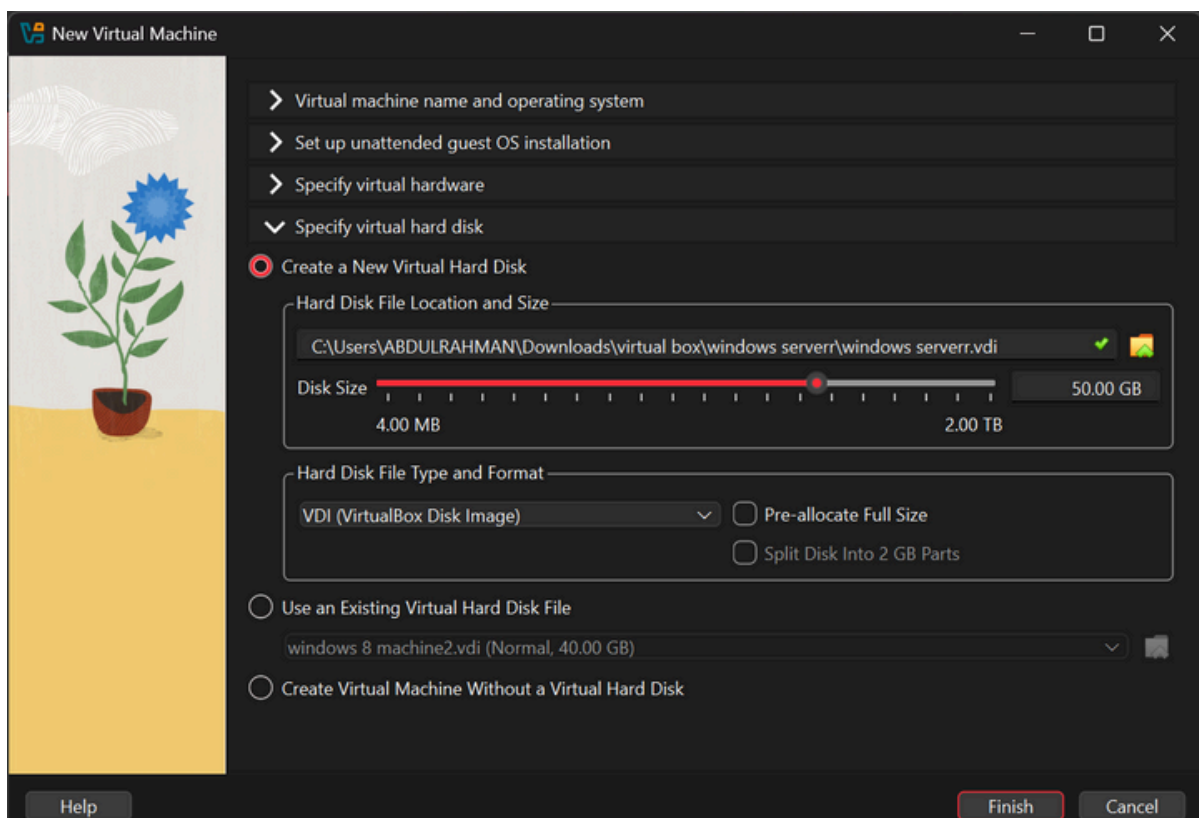 New Virtual Machine
Virtual machine name and operating system
Set up unattended guest OS installation
Specify virtual hardware
Specify virtual hard disk
Create a New Virtual Hard Disk
Hard Disk File Location and Size
C:\Users\ABDULRAHMAN\Downloads\virtual box\windows serverr\windows serverr.vdi
Disk Size 50.00 GB
4.00 MB 2.00 TB
Hard Disk File Type and Format
VDI (VirtualBox Disk Image) Pre-allocate Full Size
Split Disk Into 2 GB Parts
Use an Existing Virtual Hard Disk File
windows 8 machine2.vdi (Normal, 40.00 GB)
Create Virtual Machine Without a Virtual Hard Disk
Help Finish Cancel